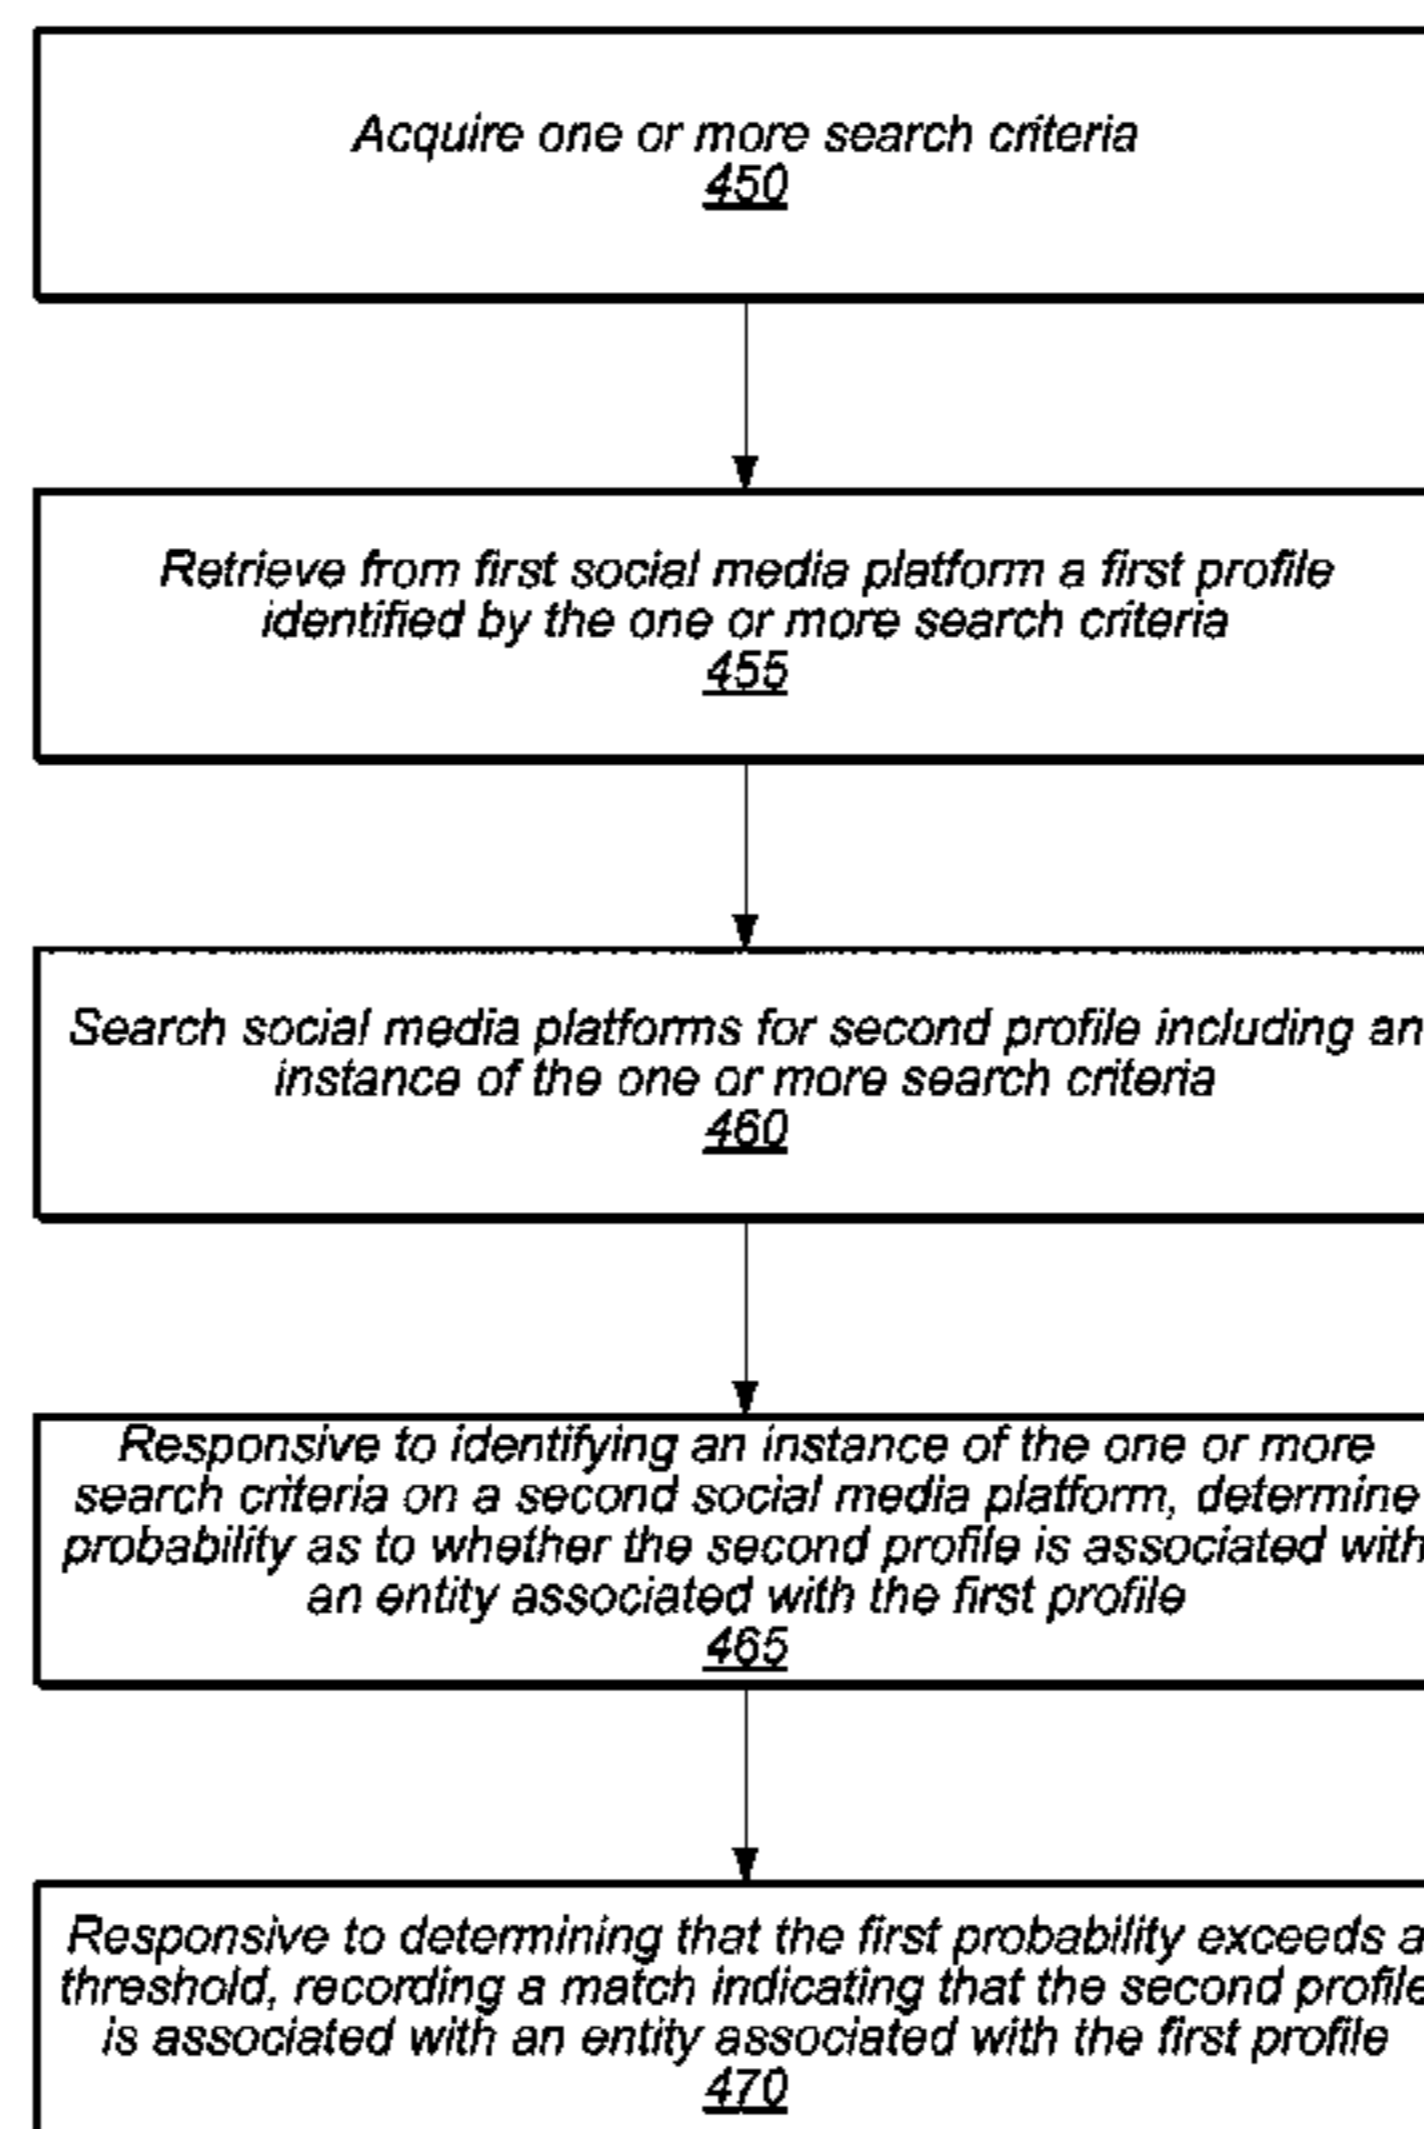 Acquire one or more search criteria
450
Retrieve from first social media platform a first profile
identified by the one or more search criteria
455
Search social media platforms for second profile including an
instance of the one or more search criteria
460
Responsive to identifying an instance of the one or more
search criteria on a second social media platform, determine
probability as to whether the second profile is associated with
an entity associated with the first profile
465
Responsive to determining that the first probability exceeds a
threshold, recording a match indicating that the second profile
is associated with an entity associated with the first profile
470